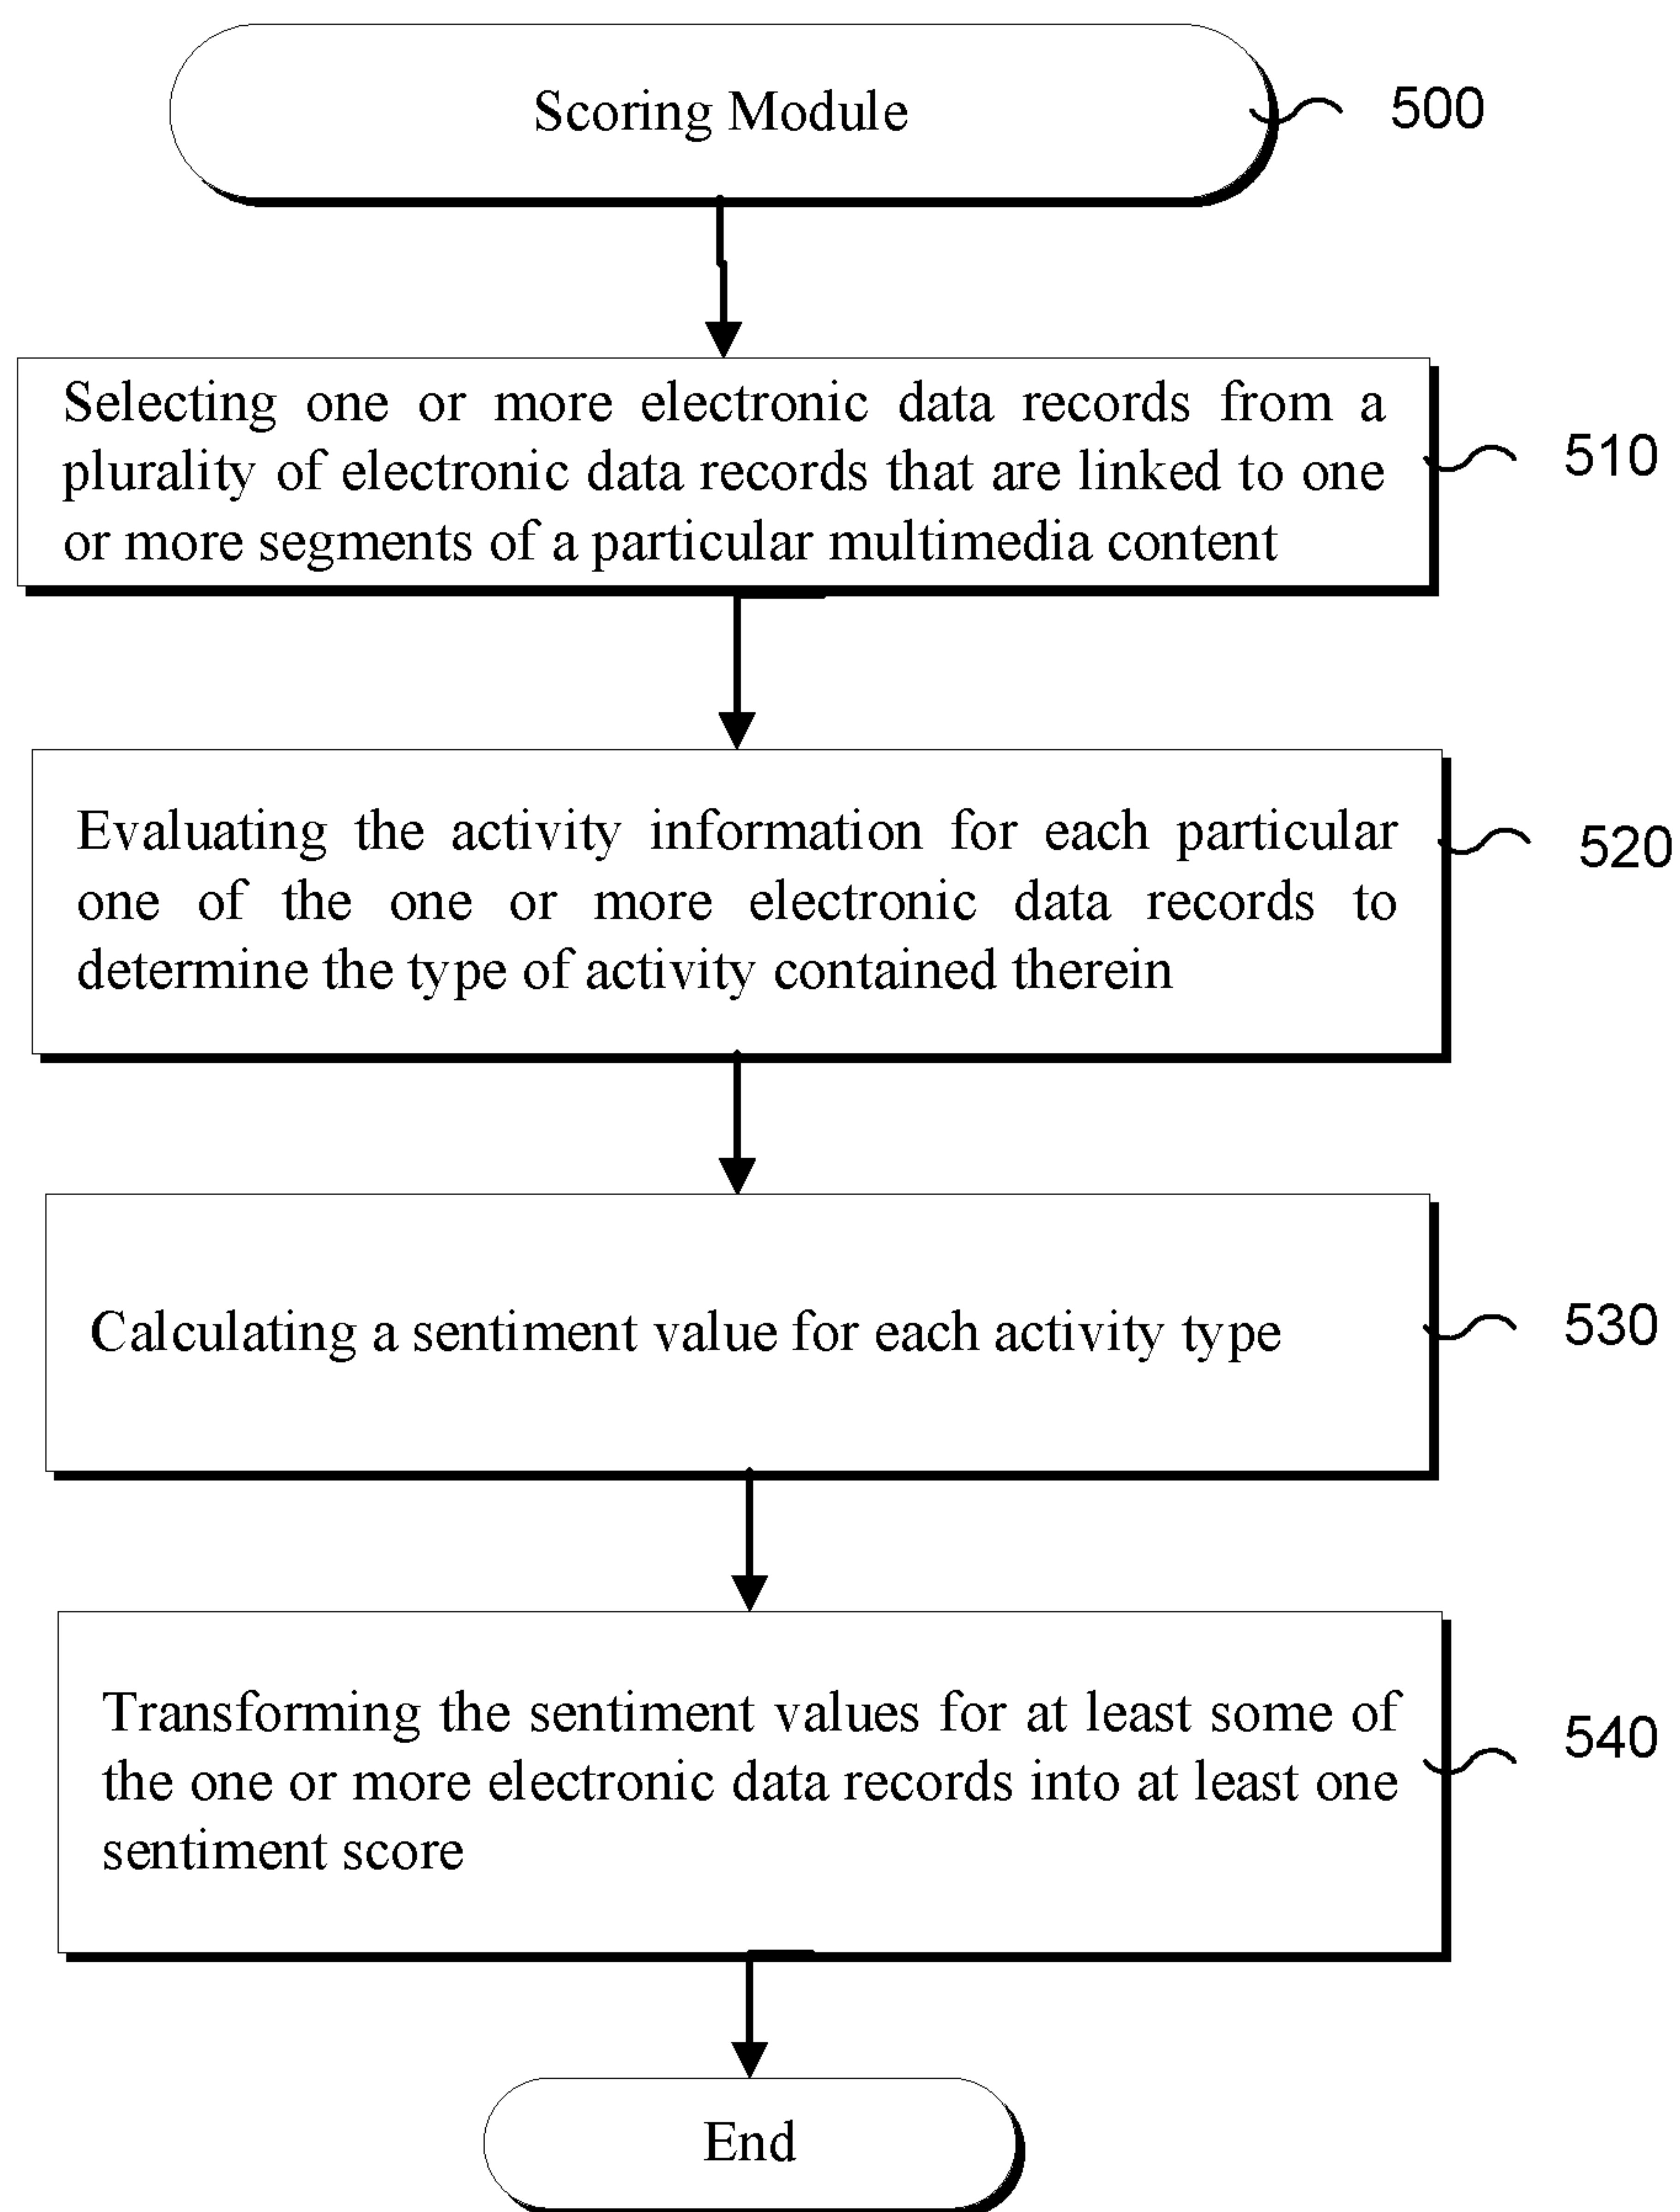 Scoring Module
500
Selecting one or more electronic data records from a
plurality of electronic data records that are linked to one
or more segments of a particular multimedia content
510
Evaluating the activity information for each particular
one of the one or more electronic data records to
determine the type of activity contained therein
520
Calculating a sentiment value for each activity type
530
Transforming the sentiment values for at least some of
the one or more electronic data records into at least one
sentiment score
540
End